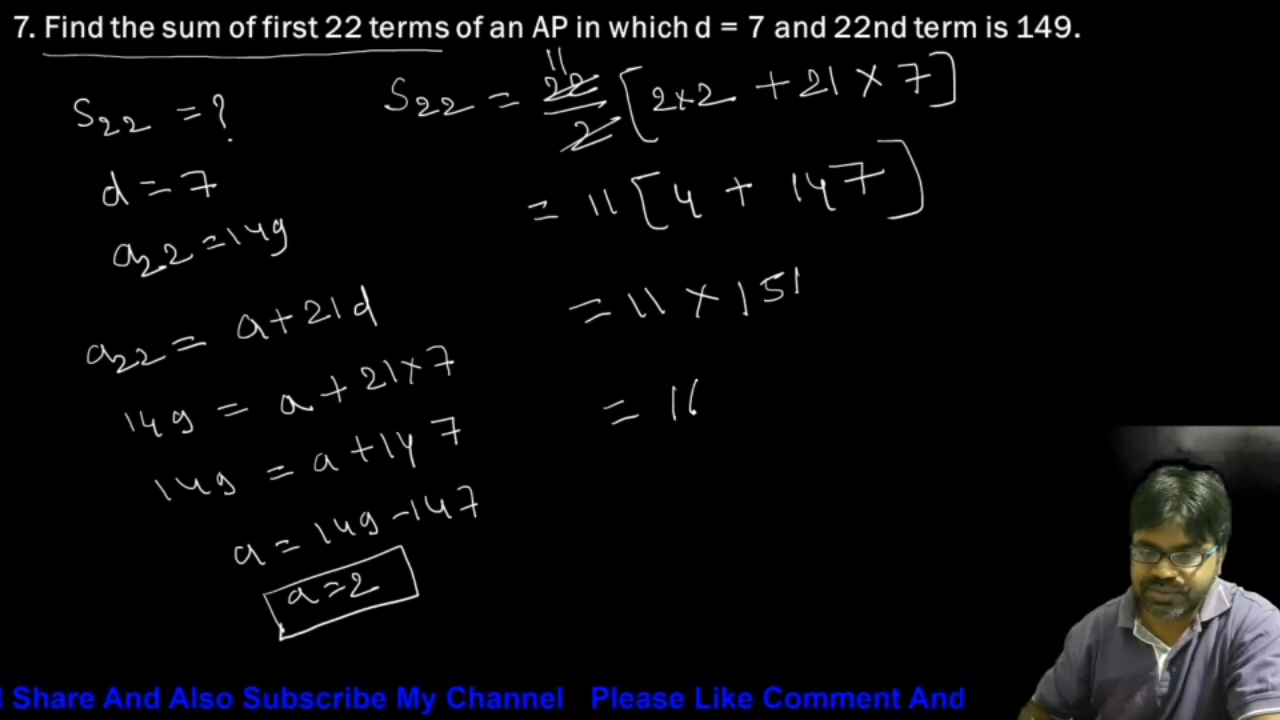 7. Find the sum of first 22 terms of an AP in which d = 7 and 22nd term is 149.
S22 = ?
d = 7
a22 = 149
a22 = a + 21d
149 = a + 21 × 7
149 = a + 147
a = 149 - 147
a = 2
S22 = 22/2 [2×2 + 21 × 7]
11
= 11 [4 + 147]
= 11 × 151
= 16
Share And Also Subscribe My Channel Please Like Comment And